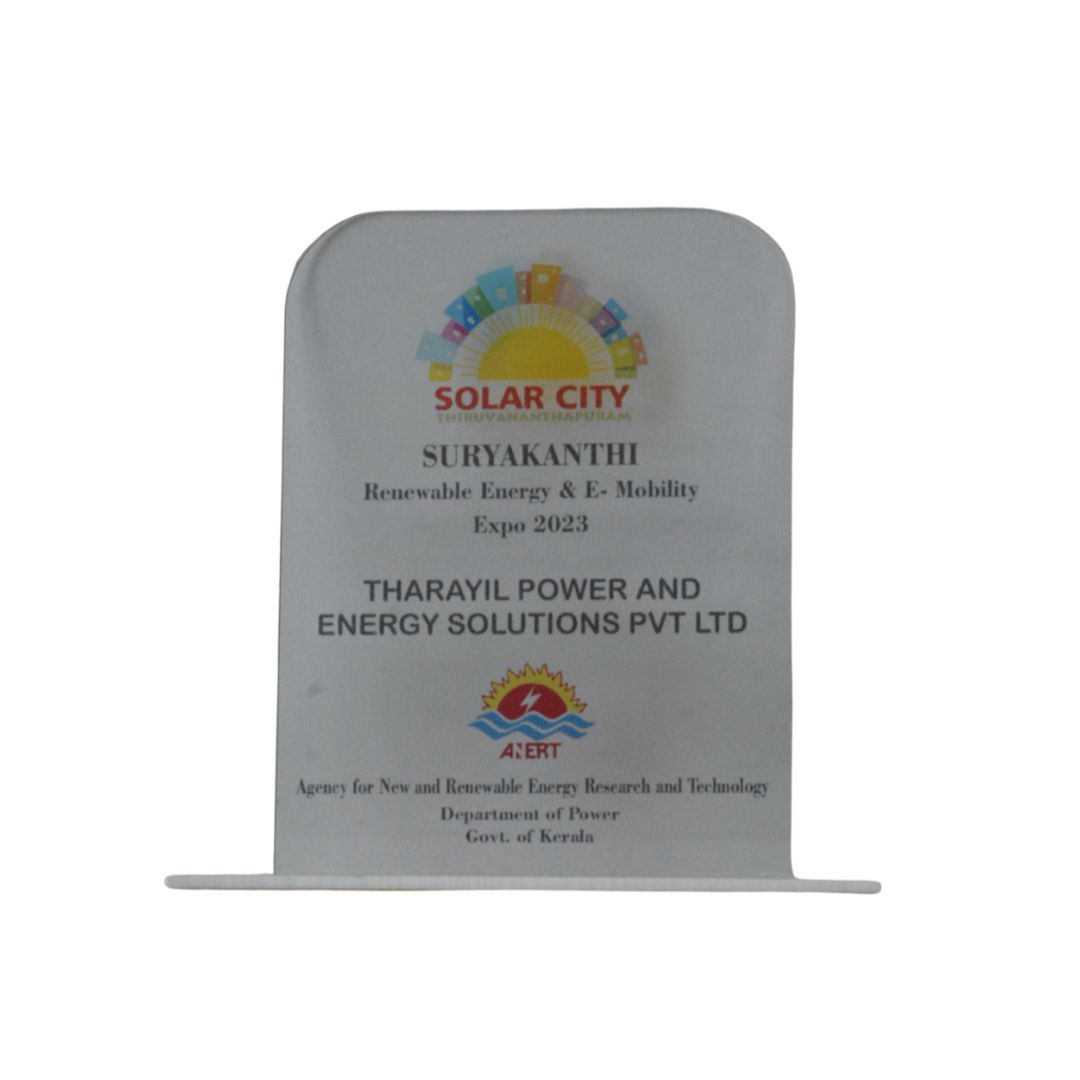 SOLAR CITY
THIRUVANANTHAPURAM
SURYAKANTHI
Renewable Energy & E- Mobility
Expo 2023
THARAYIL POWER AND
ENERGY SOLUTIONS PVT LTD
ANERT
Agency for New and Renewable Energy Research and Technology
Department of Power
Govt. of Kerala